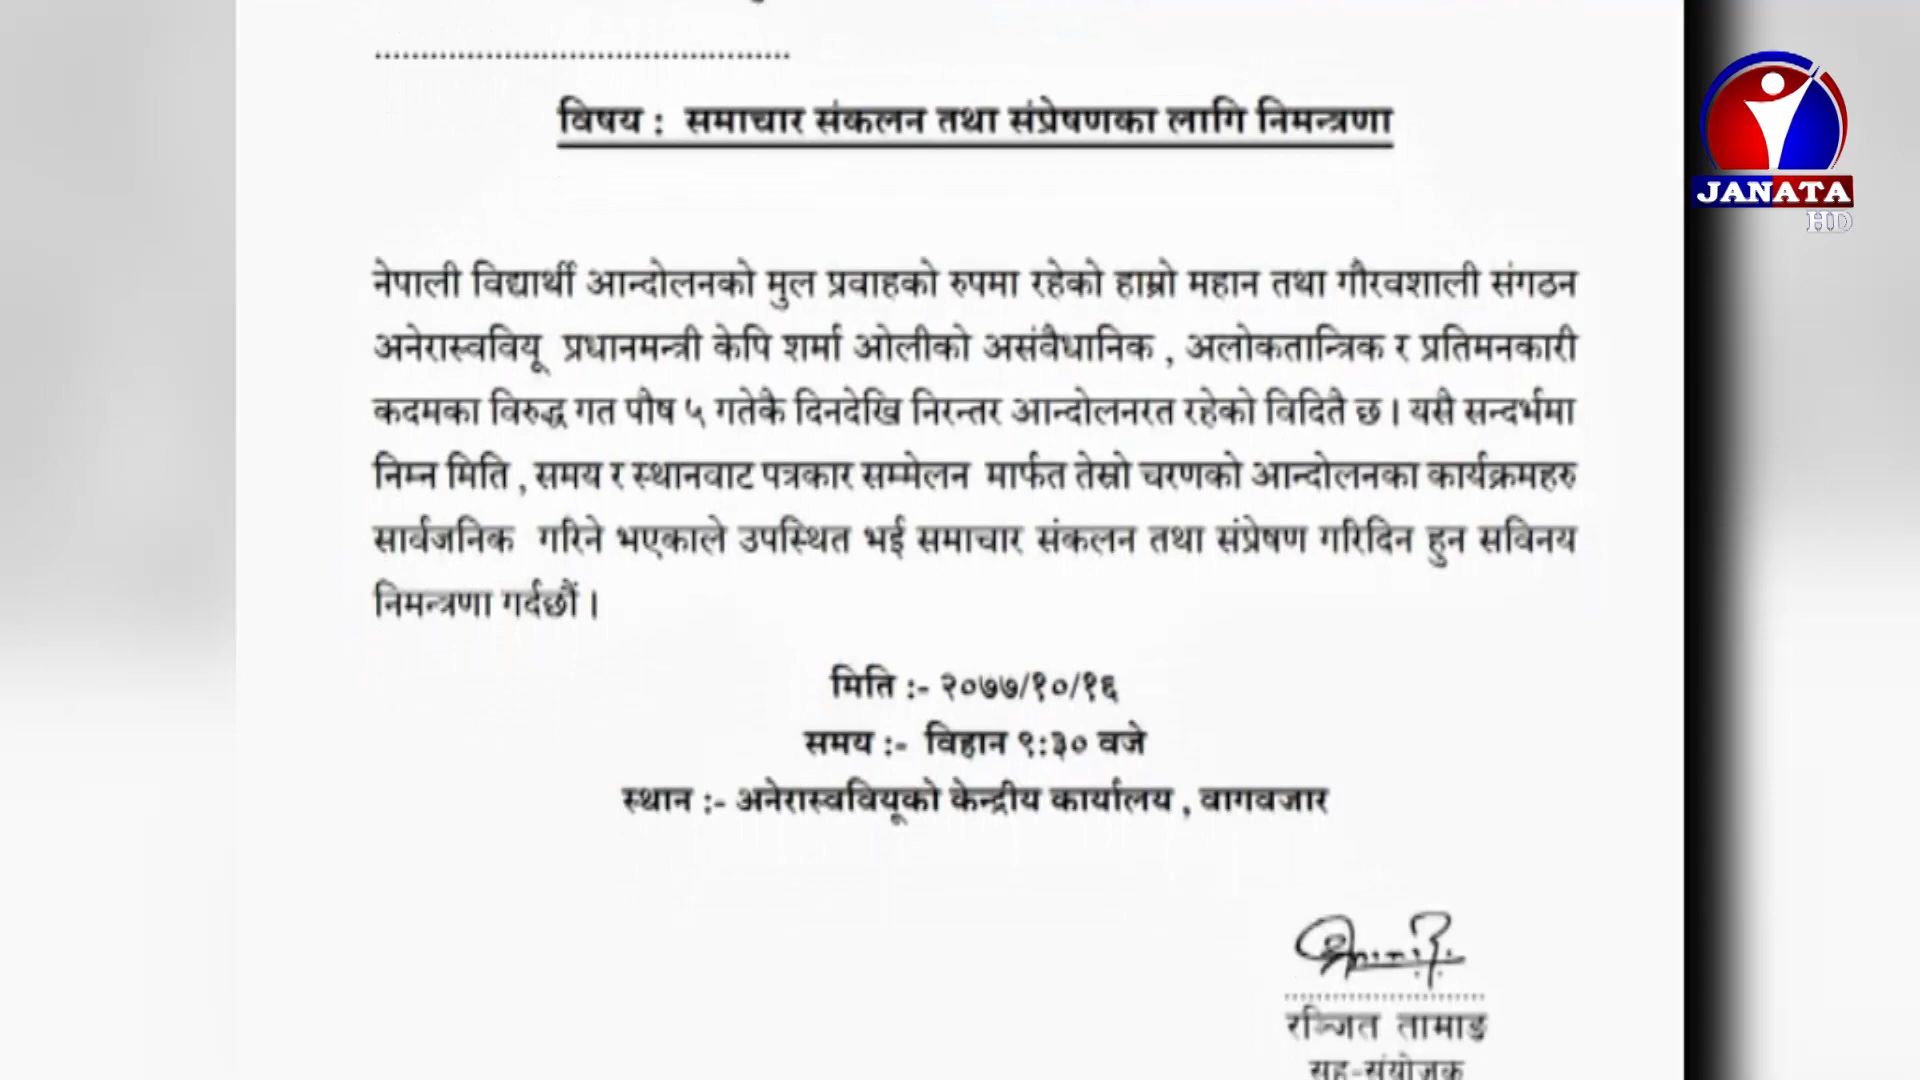 विषय : समाचार संकलन तथा संप्रेषणका लागि निमन्त्रणा
JANATA
HD
नेपाली विद्यार्थी आन्दोलनको मुल प्रवाहको रुपमा रहेको हाम्रो महान तथा गौरवशाली संगठन
अनेरास्ववियू प्रधानमन्त्री केपि शर्मा ओलीको असंवैधानिक , अलोकतान्त्रिक र प्रतिमनकारी
कदमका विरुद्ध गत पौष ५ गतेकै दिनदेखि निरन्तर आन्दोलनरत रहेको विदितै छ । यसै सन्दर्भमा
निम्न मिति , समय र स्थानवाट पत्रकार सम्मेलन मार्फत तेस्रो चरणको आन्दोलनका कार्यक्रमहरु
सार्वजनिक गरिने भएकाले उपस्थित भई समाचार संकलन तथा संप्रेषण गरिदिन हुन सविनय
निमन्त्रणा गर्दछौं ।
मिति :- २०७७/१०/१६
समय :- विहान ९:३० वजे
स्थान :- अनेरास्ववियूको केन्द्रीय कार्यालय , वागवजार
रञ्जित तामाङ
सह-संयोजक